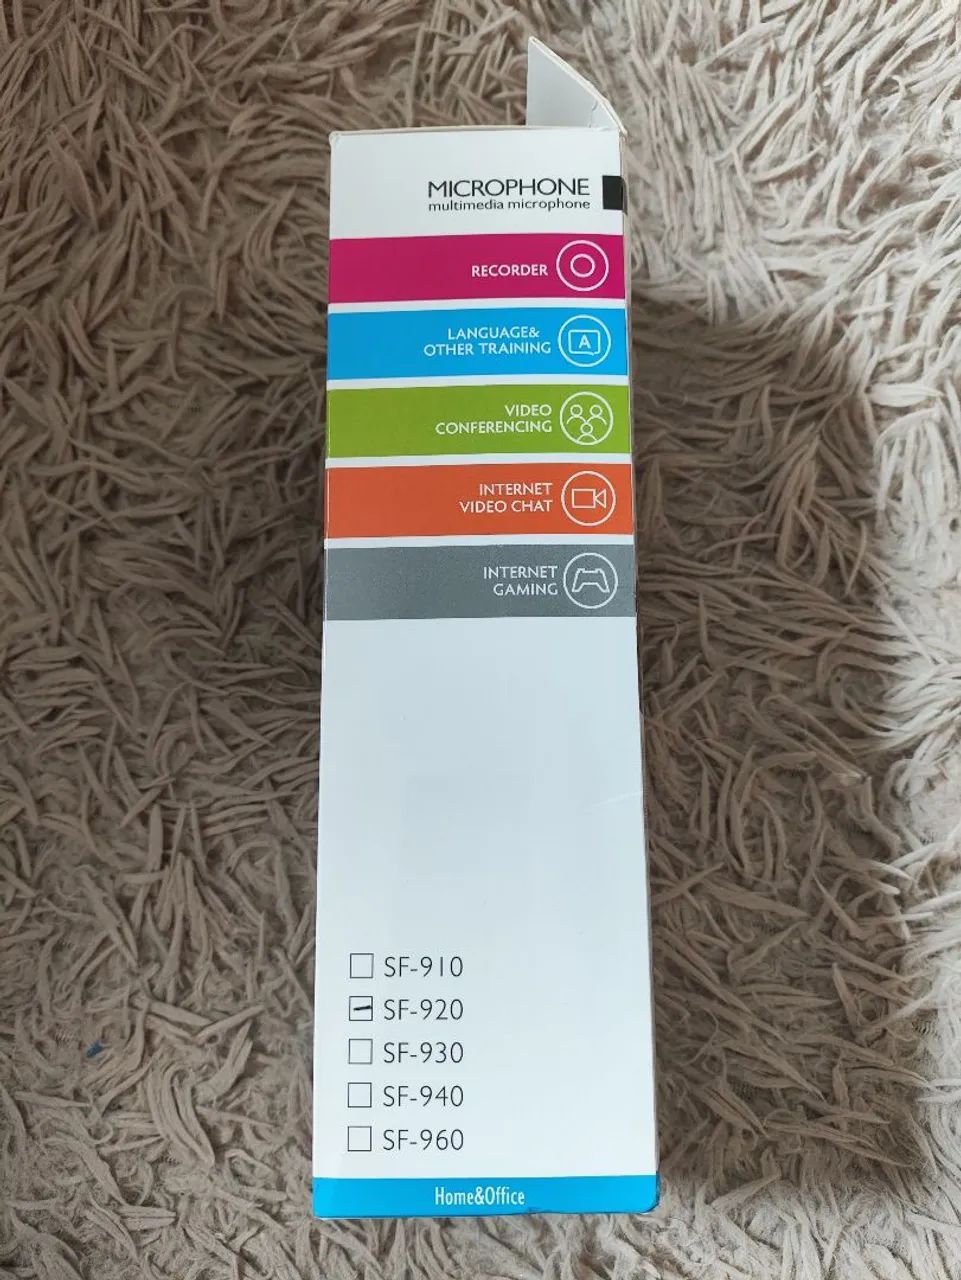 MICROPHONE
multimedia microphone
RECORDER
LANGUAGE&
OTHER TRAINING
A
VIDEO
CONFERENCING
INTERNET
VIDEO CHAT
INTERNET
GAMING
SF-910
SF-920
SF-930
SF-940
SF-960
Home&Office